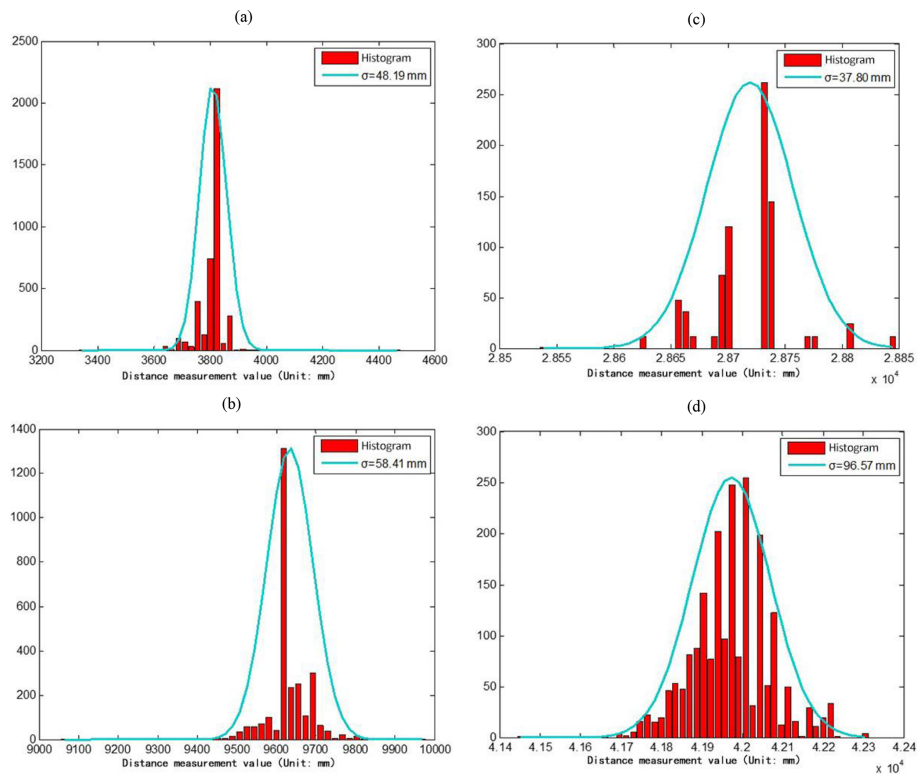 (a)
2500
2000
1500
1000
500
0
3200 3400 3600 3800 4000 4200 4400 4600
Distance measurement value (Unit: mm)
Histogram
σ=48.19 mm
(c)
300
250
200
150
100
50
0
2.85 2.855 2.86 2.865 2.87 2.875 2.88 2.885
Distance measurement value (Unit: mm)
x 10⁴
Histogram
σ=37.80 mm
(b)
1400
1200
1000
800
600
400
200
0
9000 9100 9200 9300 9400 9500 9600 9700 9800 9900 10000
Distance measurement value (Unit: mm)
Histogram
σ=58.41 mm
(d)
300
250
200
150
100
50
0
4.14 4.15 4.16 4.17 4.18 4.19 4.2 4.21 4.22 4.23 4.24
Distance measurement value (Unit: mm)
x 10⁴
Histogram
σ=96.57 mm